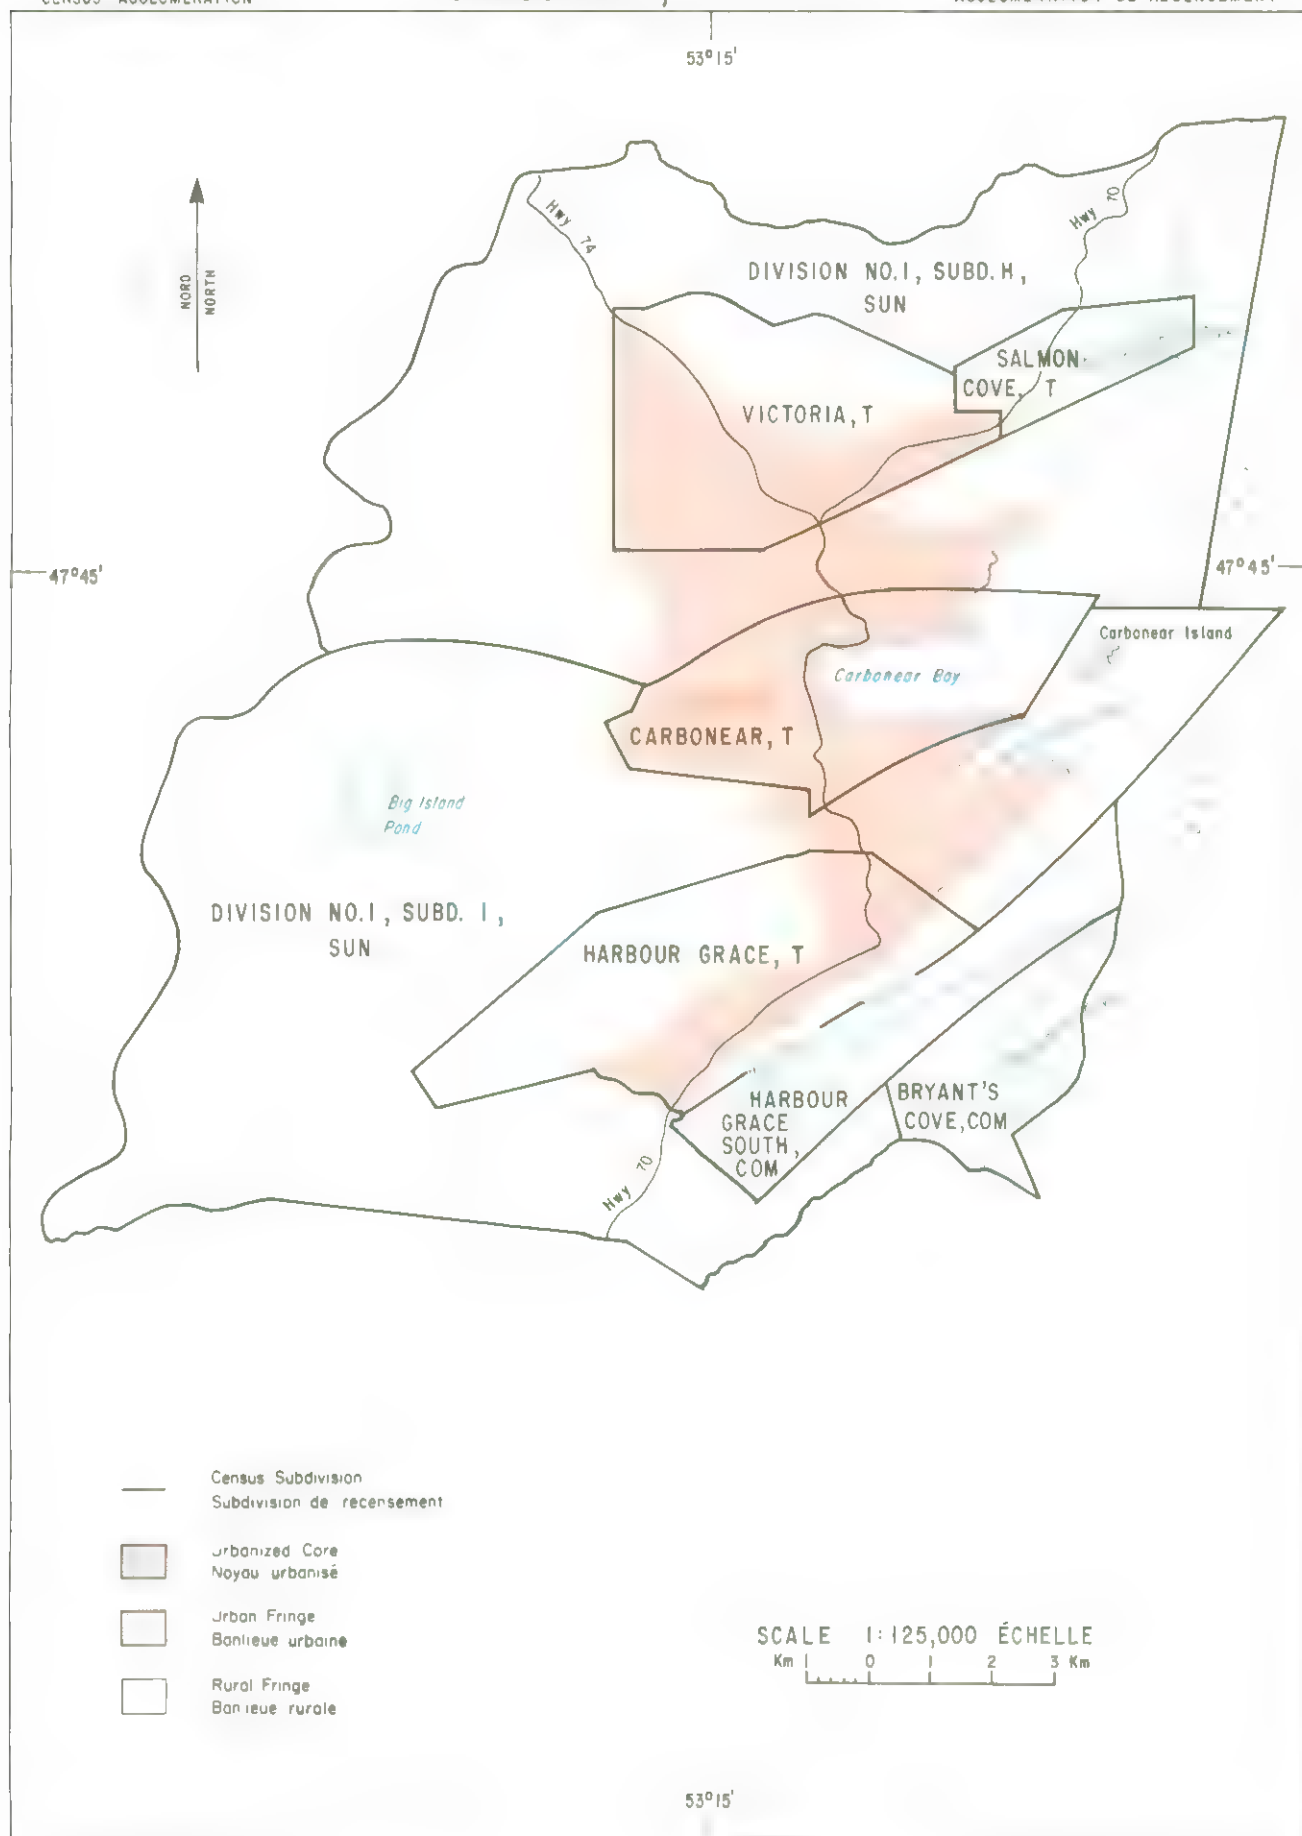 53°15'
NORD
NORTH
Hwy 74
Hwy 70
DIVISION NO.1, SUBD. H,
SUN
SALMON
COVE, T
VICTORIA, T
47°45'
47°45'
Carbonear Island
Carbonear Bay
CARBONEAR, T
Big Island
Pond
DIVISION NO.1, SUBD. I,
SUN
HARBOUR GRACE, T
HARBOUR
GRACE
SOUTH,
COM
BRYANT'S
COVE, COM
Hwy 70
Census Subdivision
Subdivision de recensement
Urbanized Core
Noyau urbanisé
Urban Fringe
Banlieue urbaine
Rural Fringe
Banlieue rurale
SCALE 1:125,000 ÉCHELLE
Km 1 0 1 2 3 Km
53°15'